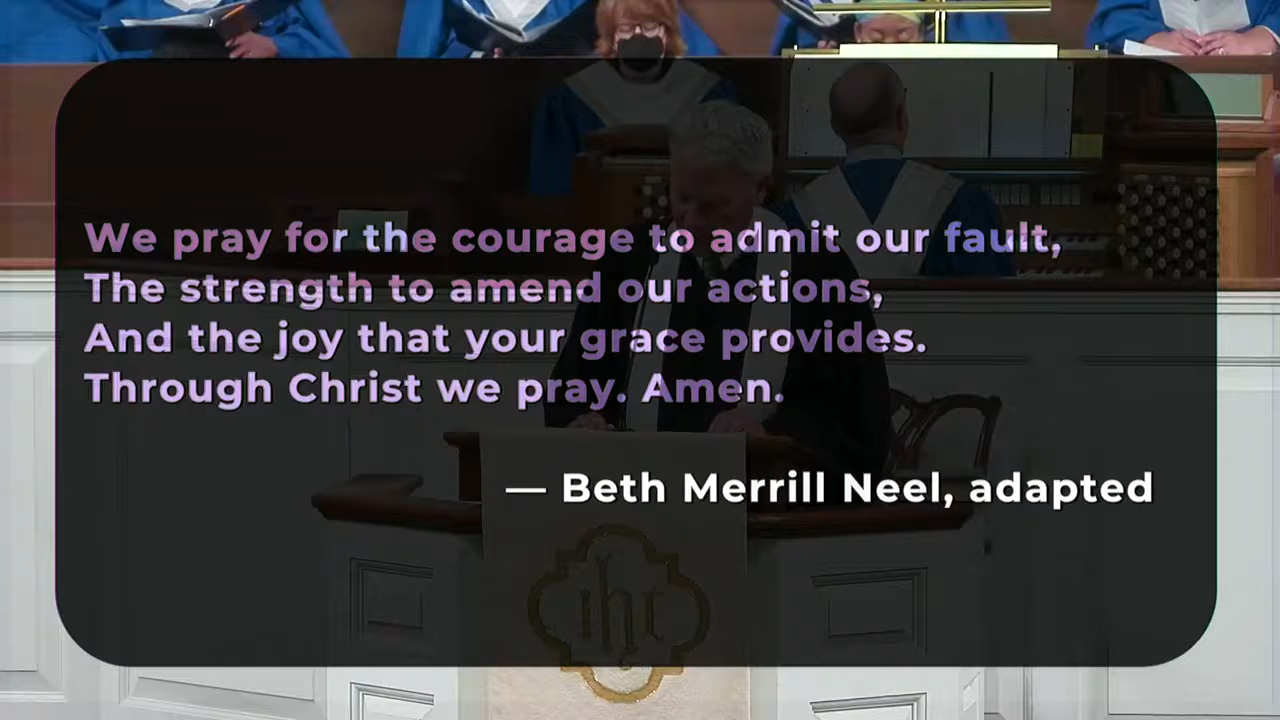 We pray for the courage to admit our fault,
The strength to amend our actions,
And the joy that your grace provides.
Through Christ we pray. Amen.
— Beth Merrill Neel, adapted
ihc